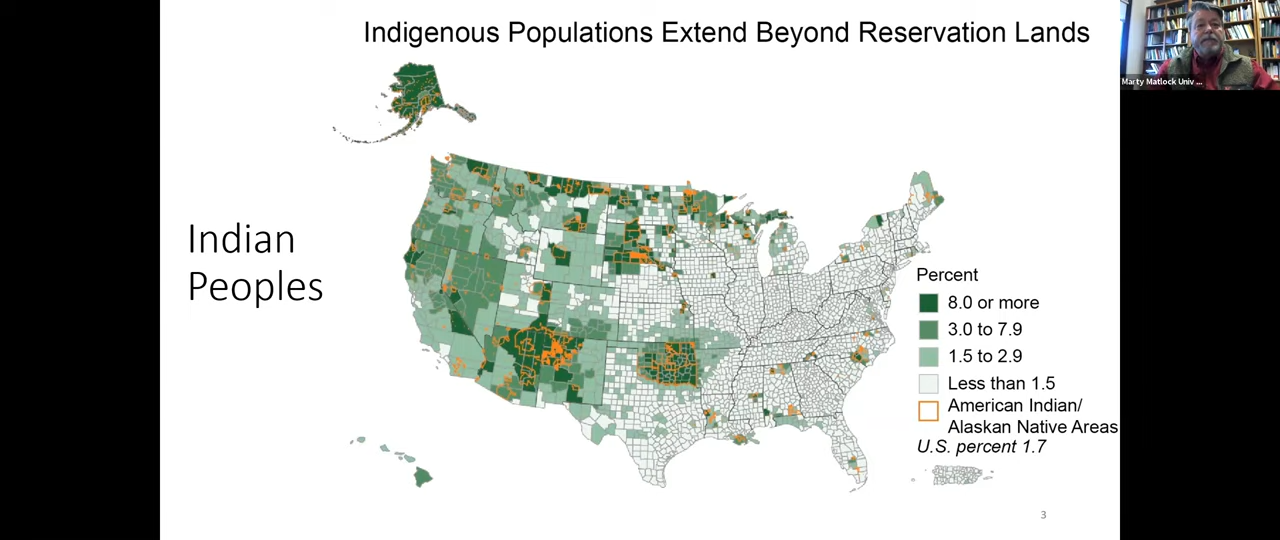 Indigenous Populations Extend Beyond Reservation Lands
Marty Matlock Univ ...
Indian
Peoples
Percent
8.0 or more
3.0 to 7.9
1.5 to 2.9
Less than 1.5
American Indian/
Alaskan Native Areas
U.S. percent 1.7
3